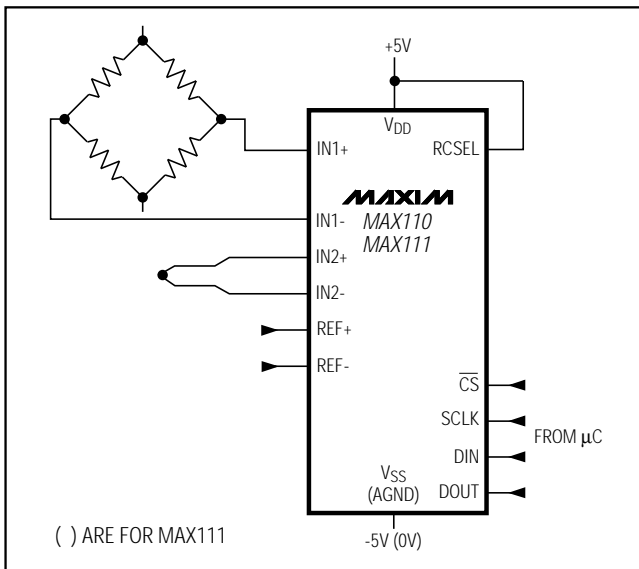 +5V
VDD
IN1+
RCSEL
MAXIM
IN1-
MAX110
MAX111
IN2+
IN2-
REF+
REF-
CS
SCLK
FROM μC
DIN
VSS
(AGND)
DOUT
( ) ARE FOR MAX111
-5V (0V)